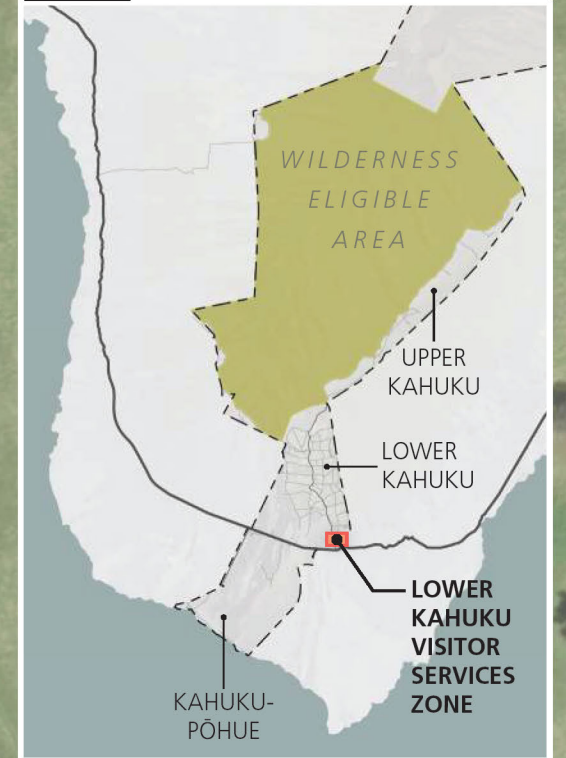 WILDERNESS
ELIGIBLE
AREA
UPPER
KAHUKU
LOWER
KAHUKU
LOWER
KAHUKU
VISITOR
SERVICES
ZONE
KAHUKU-
PŌHUE